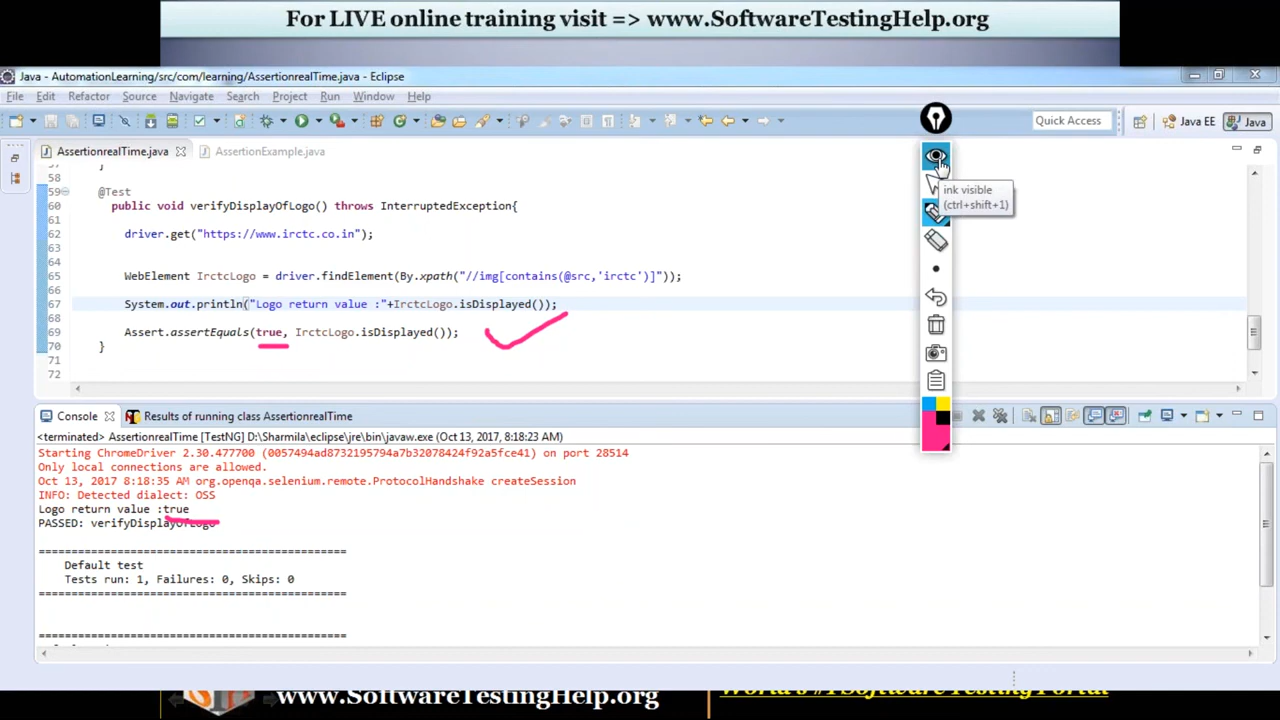 For LIVE online training visit => www.SoftwareTestingHelp.org
Java - AutomationLearning/src/com/learning/AssertionrealTime.java - Eclipse
File Edit Refactor Source Navigate Search Project Run Window Help
Quick Access
Java EE
Java
AssertionrealTime.java
AssertionExample.java
ink visible
(ctrl+shift+1)
57 }
58
59 @Test
60 public void verifyDisplayOfLogo() throws InterruptedException{
61
62 driver.get("https://www.irctc.co.in");
63
64
65 WebElement IrctcLogo = driver.findElement(By.xpath("//img[contains(@src,'irctc')]"));
66
67 System.out.println("Logo return value :"+IrctcLogo.isDisplayed());
68
69 Assert.assertEquals(true, IrctcLogo.isDisplayed());
70 }
71
72
Console
Results of running class AssertionrealTime
<terminated> AssertionrealTime [TestNG] D:\Sharmila\eclipse\jre\bin\javaw.exe (Oct 13, 2017, 8:18:23 AM)
Starting ChromeDriver 2.30.477700 (0057494ad8732195794a7b32078424f92a5fce41) on port 28514
Only local connections are allowed.
Oct 13, 2017 8:18:35 AM org.openqa.selenium.remote.ProtocolHandshake createSession
INFO: Detected dialect: OSS
Logo return value :true
PASSED: verifyDisplayOfLogo
===============================================
Default test
Tests run: 1, Failures: 0, Skips: 0
===============================================
===============================================
www.SoftwareTestingHelp.org
World's #1 Software Testing Portal